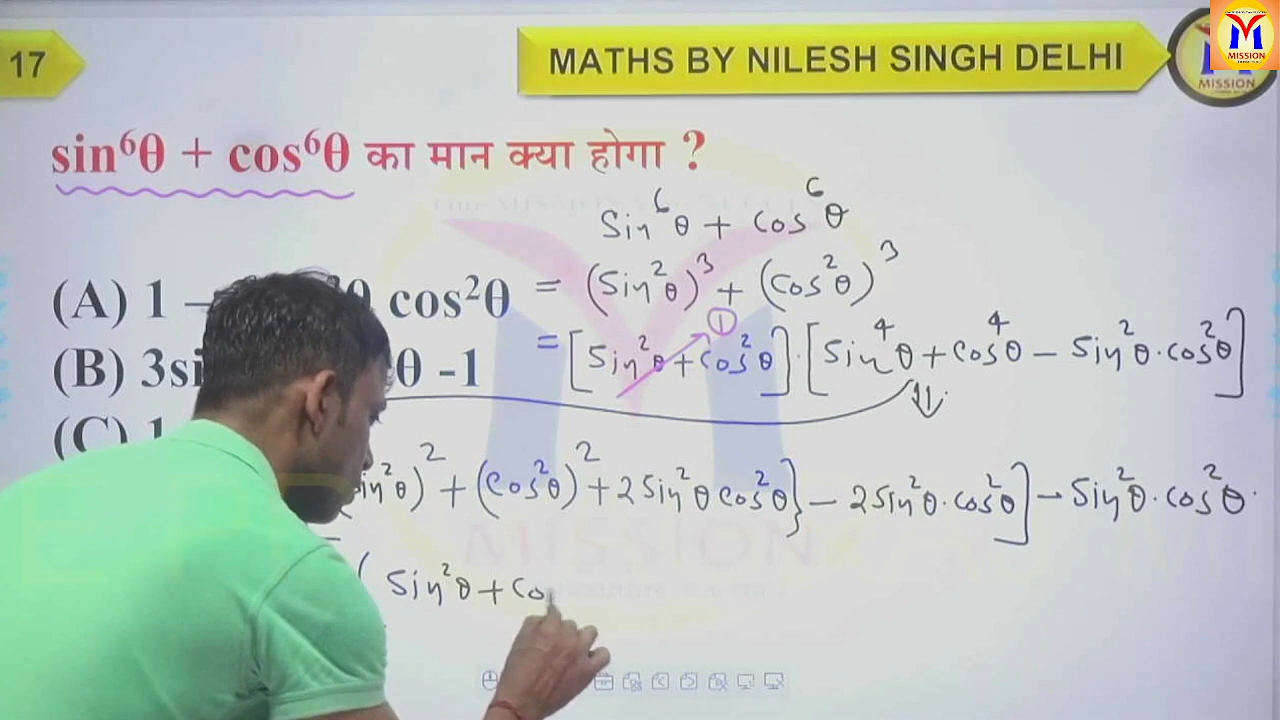 17
MATHS BY NILESH SINGH DELHI
MISSION
MISSION
sin⁶θ + cos⁶θ का मान क्या होगा ?
Sin⁶θ + Cos⁶θ
(A) 1 – θ cos²θ
= (Sin²θ)³ + (Cos²θ)³
①
(B) 3si θ -1
= [Sin²θ + Cos²θ]·[Sin⁴θ + Cos⁴θ – Sin²θ·Cos²θ]
(C) 1
in²θ)² + (Cos²θ)² + 2Sin²θ Cos²θ} – 2Sin²θ·Cos²θ] – Sin²θ·Cos²θ
MISSION
( Sin²θ + Co